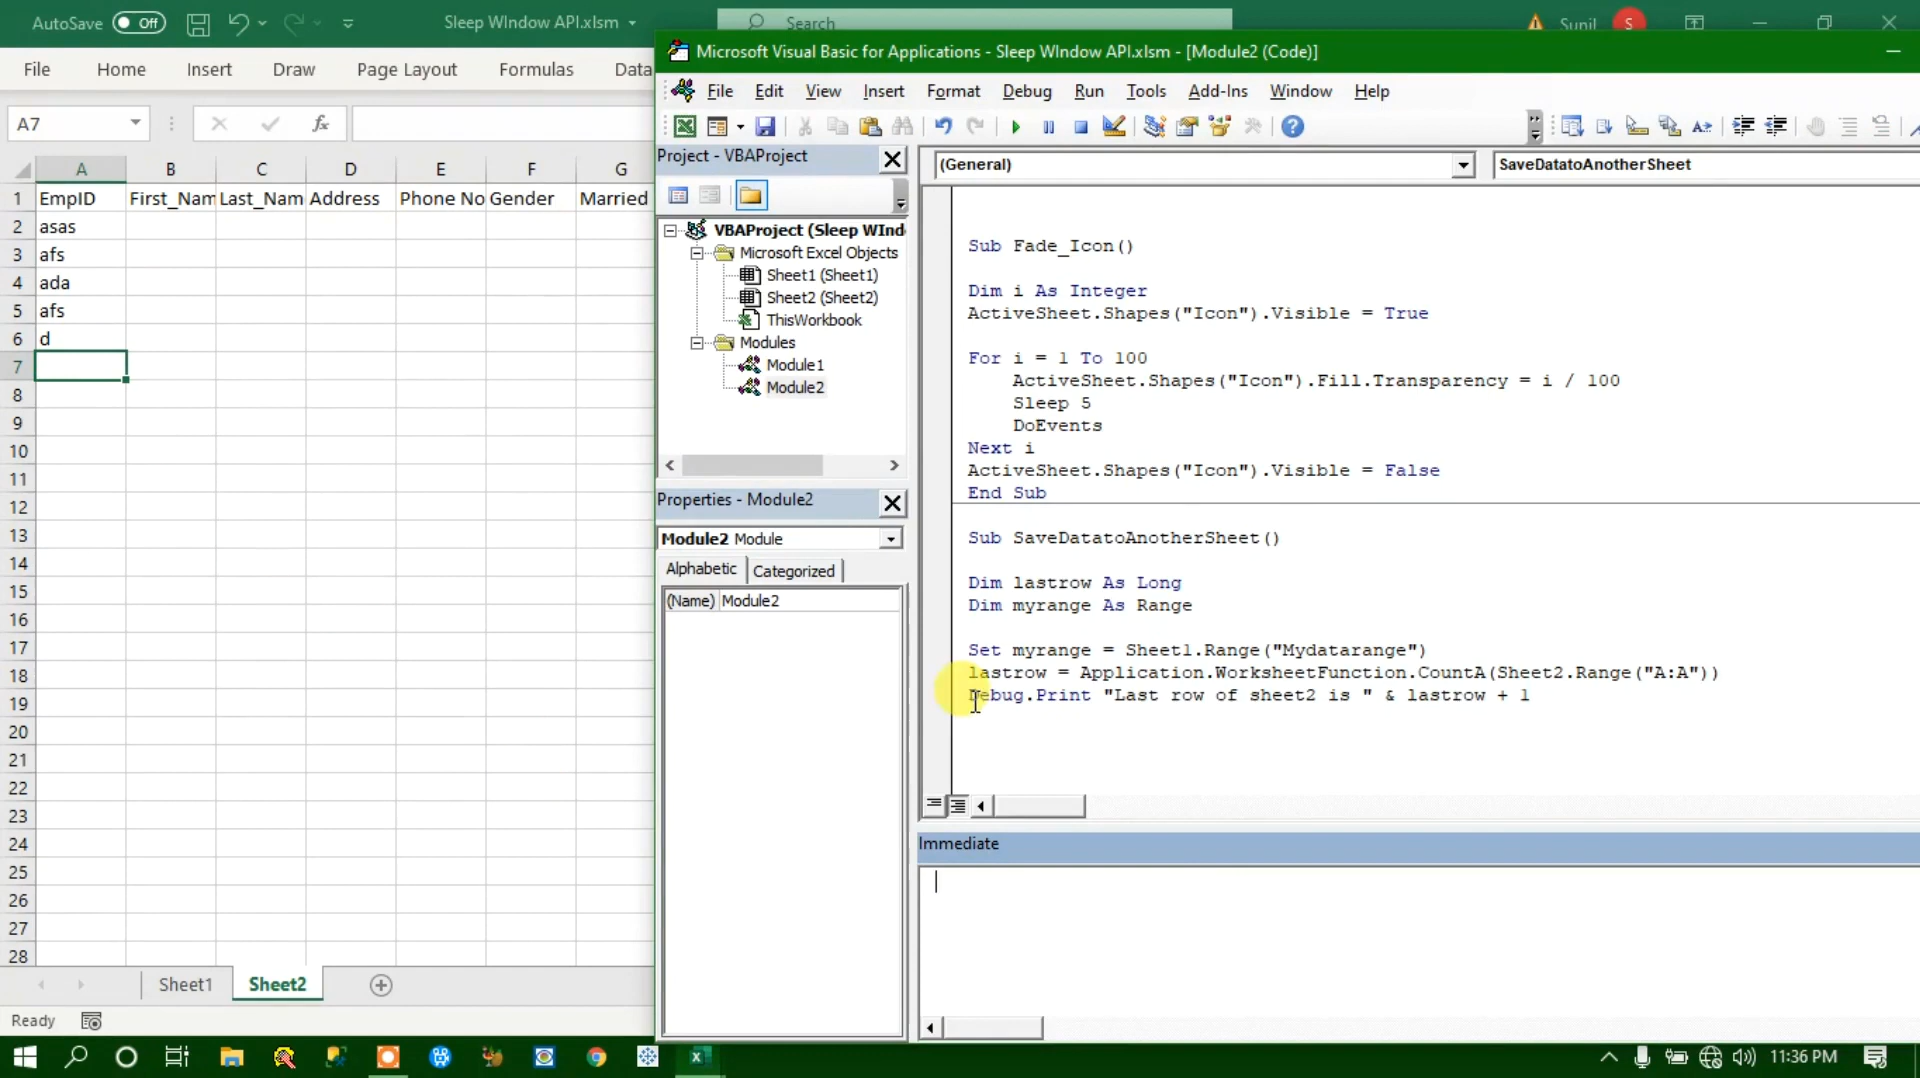 AutoSave Off Sleep WIndow API.xlsm Search Sunil S
Microsoft Visual Basic for Applications - Sleep WIndow API.xlsm - [Module2 (Code)]
File Home Insert Draw Page Layout Formulas Data
File Edit View Insert Format Debug Run Tools Add-Ins Window Help
A7 fx
Project - VBAProject
(General) SaveDatatoAnotherSheet
A B C D E F G
1 EmpID First_Nam Last_Nam Address Phone No Gender Married
2 asas
3 afs
4 ada
5 afs
6 d
7
8
9
10
11
12
13
14
15
16
17
18
19
20
21
22
23
24
25
26
27
28
VBAProject (Sleep WInd
Microsoft Excel Objects
Sheet1 (Sheet1)
Sheet2 (Sheet2)
ThisWorkbook
Modules
Module1
Module2
Properties - Module2
Module2 Module
Alphabetic Categorized
(Name) Module2
Sub Fade_Icon()
Dim i As Integer
ActiveSheet.Shapes("Icon").Visible = True
For i = 1 To 100
ActiveSheet.Shapes("Icon").Fill.Transparency = i / 100
Sleep 5
DoEvents
Next i
ActiveSheet.Shapes("Icon").Visible = False
End Sub
Sub SaveDatatoAnotherSheet()
Dim lastrow As Long
Dim myrange As Range
Set myrange = Sheet1.Range("Mydatarange")
lastrow = Application.WorksheetFunction.CountA(Sheet2.Range("A:A"))
Debug.Print "Last row of sheet2 is " & lastrow + 1
Immediate
Sheet1 Sheet2
Ready
11:36 PM